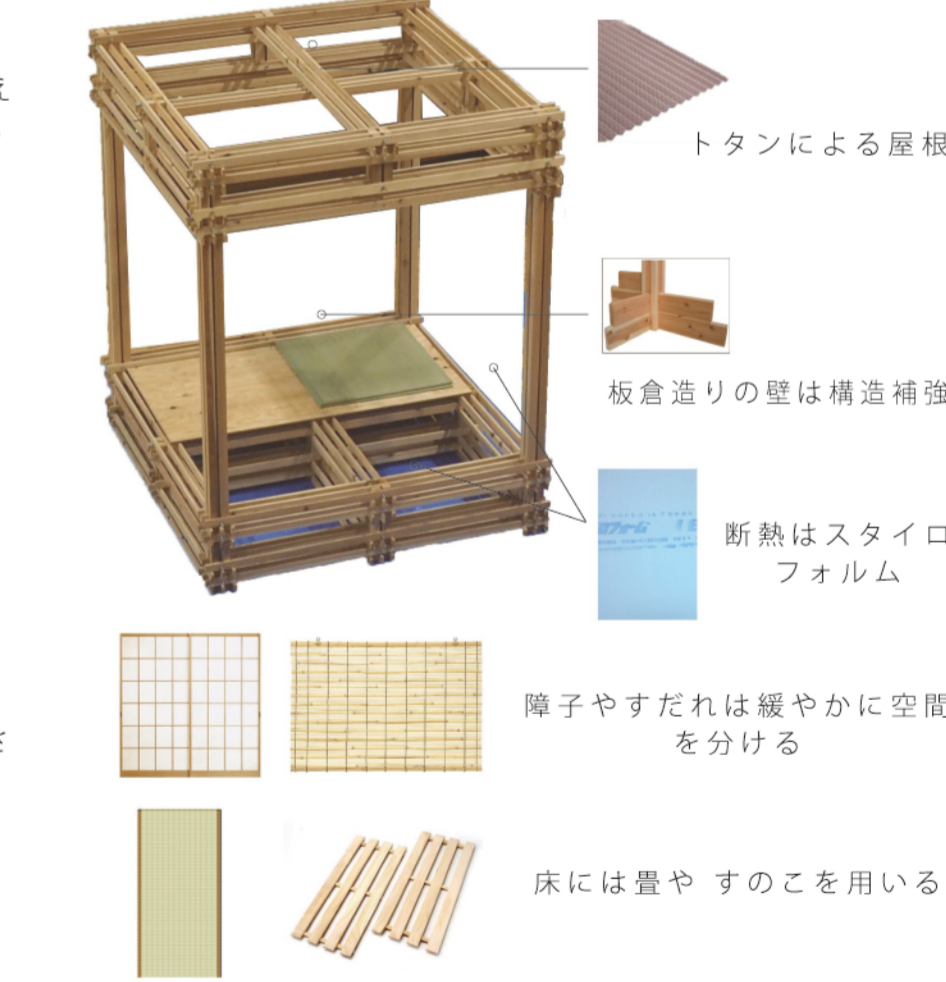 え
トタンによる屋根
板倉造りの壁は構造補強
断熱はスタイロ
フォルム
障子やすだれは緩やかに空間
を分ける
床には畳や すのこを用いる